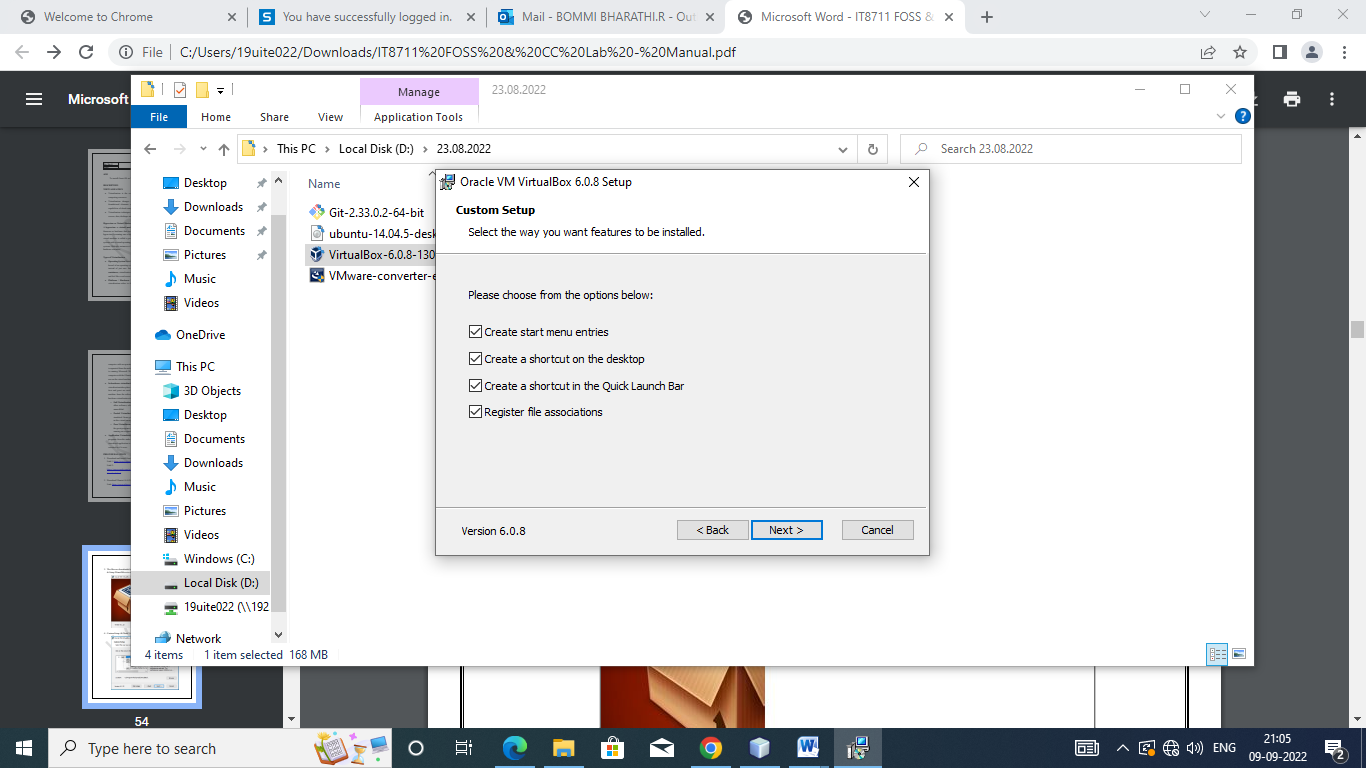 Welcome to Chrome
You have successfully logged in.
Mail - BOMMI BHARATHI.R - Out
Microsoft Word - IT8711 FOSS &
File
C:/Users/19uite022/Downloads/IT8711%20FOSS%20&%20CC%20Lab%20-%20Manual.pdf
Microsoft
Manage
23.08.2022
File
Home
Share
View
Application Tools
This PC
Local Disk (D:)
23.08.2022
Search 23.08.2022
Desktop
Downloads
Documents
Pictures
Music
Videos
OneDrive
This PC
3D Objects
Desktop
Documents
Downloads
Music
Pictures
Videos
Windows (C:)
Local Disk (D:)
19uite022 (\\192
Network
Name
Git-2.33.0.2-64-bit
ubuntu-14.04.5-desk
VirtualBox-6.0.8-130
VMware-converter-e
Oracle VM VirtualBox 6.0.8 Setup
Custom Setup
Select the way you want features to be installed.
Please choose from the options below:
Create start menu entries
Create a shortcut on the desktop
Create a shortcut in the Quick Launch Bar
Register file associations
Version 6.0.8
< Back
Next >
Cancel
4 items
1 item selected 168 MB
54
Type here to search
ENG
21:05
09-09-2022
2